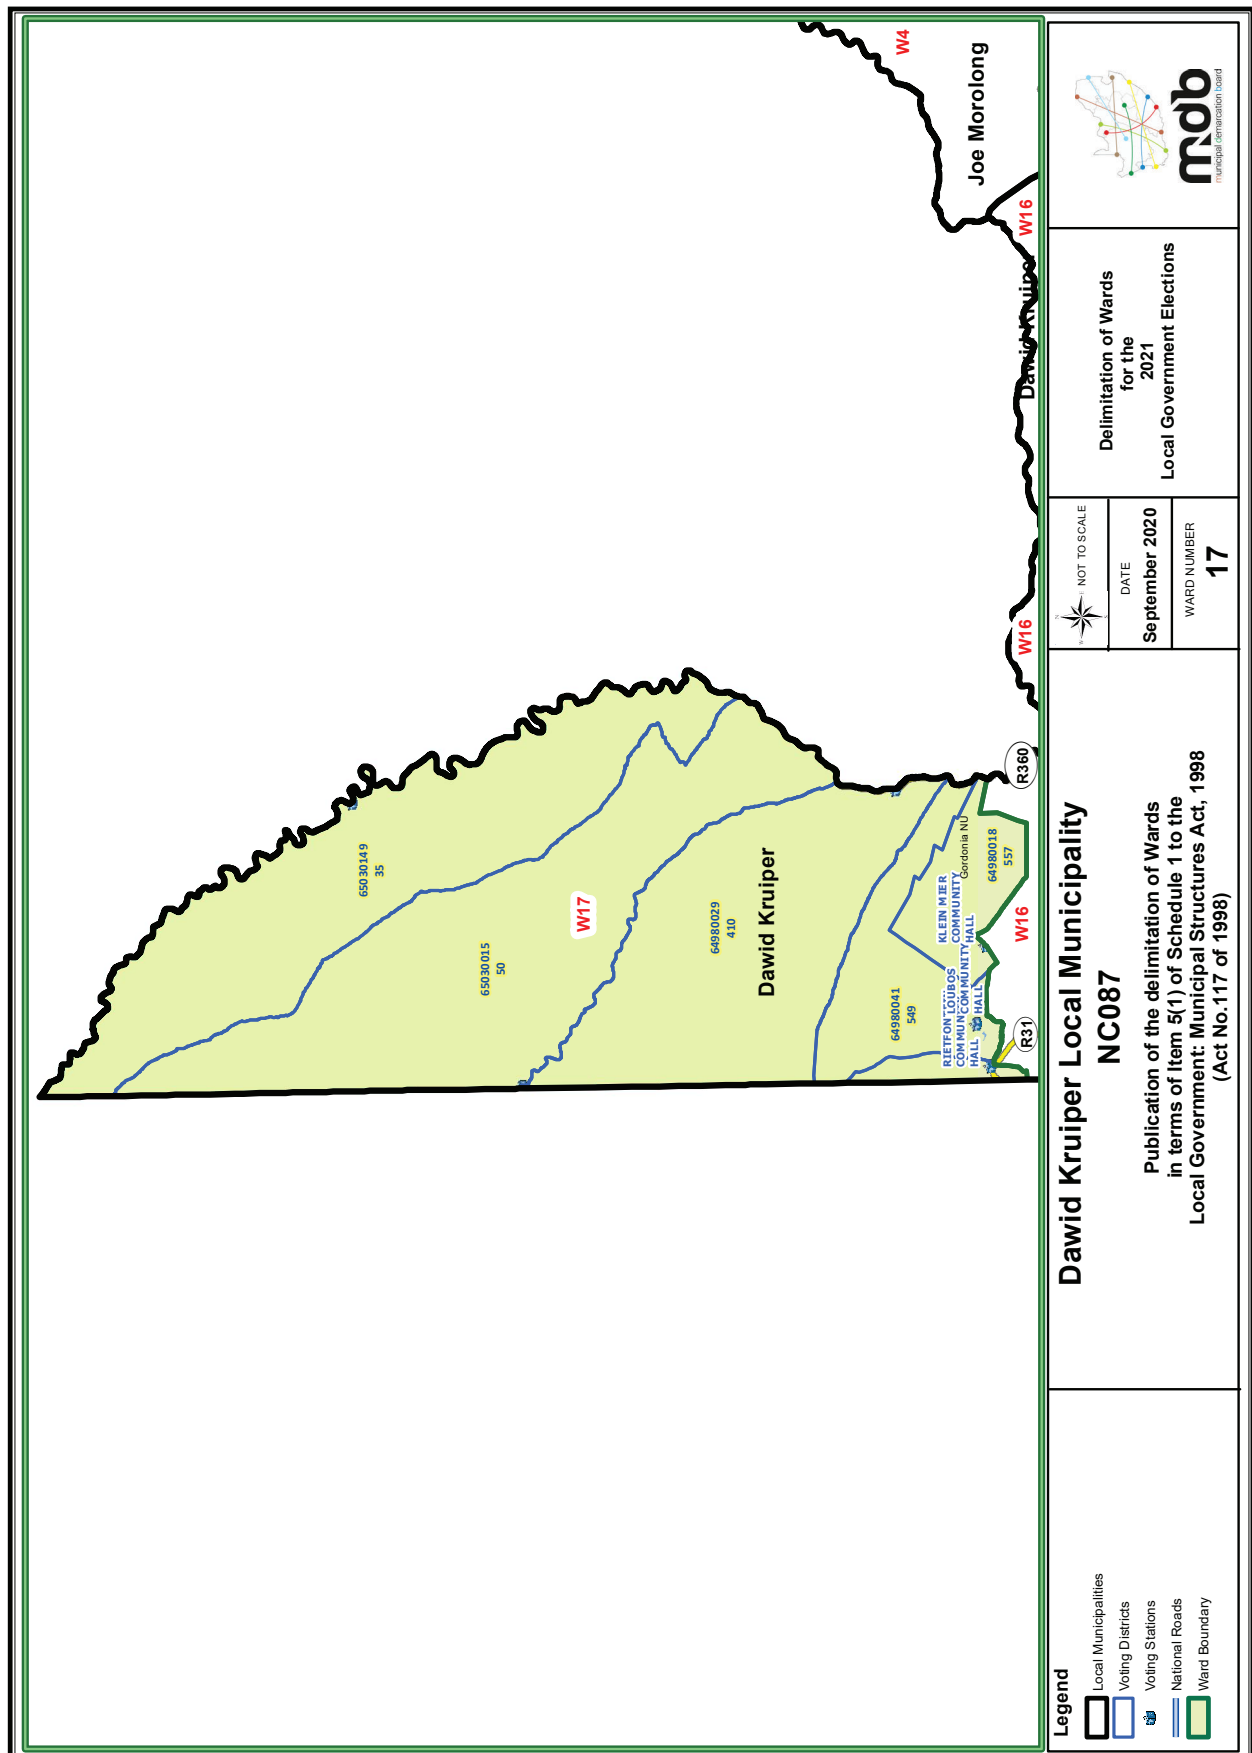 W4
Joe Morolong
W16
Dawid Kruiper
W16
R360
65030149
35
65030015
50
W17
64980029
410
Dawid Kruiper
64980041
549
Gordonia NU
64980018
557
KLEIN MIER
COMMUNITY
HALL
LOUBOS
COMMUNITY
HALL
HALL
W16
R31
Legend
Local Municipalities
Voting Districts
Voting Stations
National Roads
Ward Boundary
Dawid Kruiper Local Municipality
NC087
Publication of the delimitation of Wards
in terms of Item 5(1) of Schedule 1 to the
Local Government: Municipal Structures Act, 1998
(Act No.117 of 1998)
N
E
S
W
NOT TO SCALE
DATE
September 2020
WARD NUMBER
17
Delimitation of Wards
for the
2021
Local Government Elections
mdb
municipal demarcation board